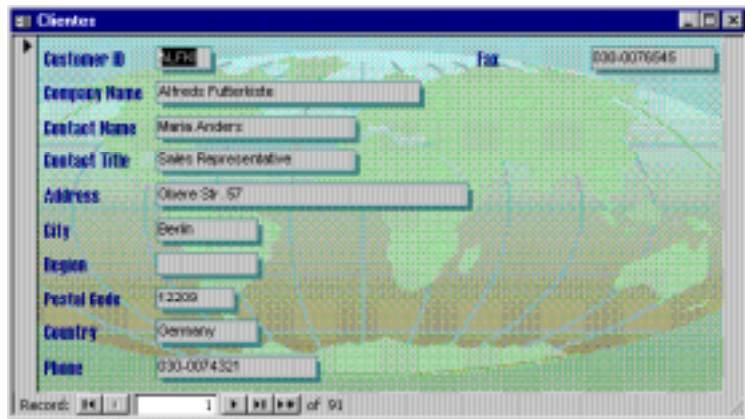 Clientes
Customer ID ALFKI Fax 030-0076545
Company Name Alfreds Futterkiste
Contact Name Maria Anders
Contact Title Sales Representative
Address Obere Str. 57
City Berlin
Region
Postal Code 12209
Country Germany
Phone 030-0074321
Record: 1 of 91